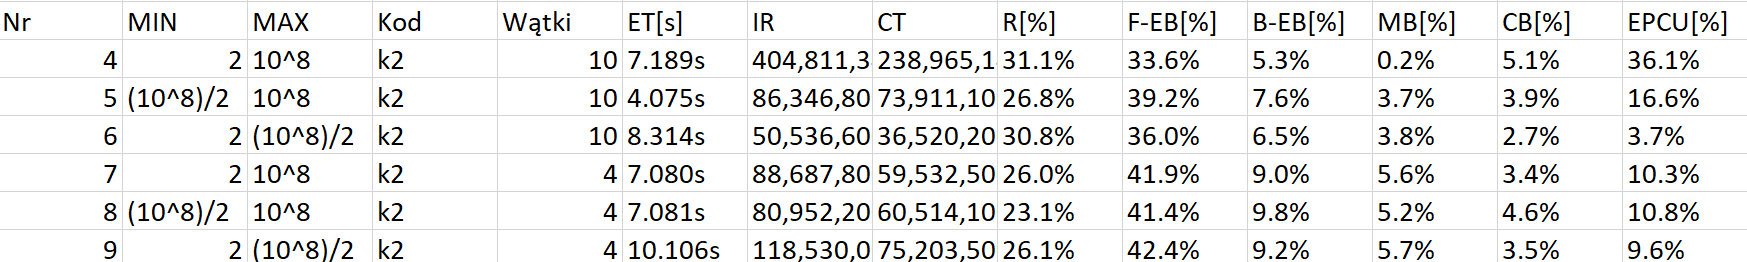 Nr MIN MAX Kod Wątki ET[s] IR CT R[%] F-EB[%] B-EB[%] MB[%] CB[%] EPCU[%]
4 2 10^8 k2 10 7.189s 404,811,3 238,965,1 31.1% 33.6% 5.3% 0.2% 5.1% 36.1%
5 (10^8)/2 10^8 k2 10 4.075s 86,346,80 73,911,10 26.8% 39.2% 7.6% 3.7% 3.9% 16.6%
6 2 (10^8)/2 k2 10 8.314s 50,536,60 36,520,20 30.8% 36.0% 6.5% 3.8% 2.7% 3.7%
7 2 10^8 k2 4 7.080s 88,687,80 59,532,50 26.0% 41.9% 9.0% 5.6% 3.4% 10.3%
8 (10^8)/2 10^8 k2 4 7.081s 80,952,20 60,514,10 23.1% 41.4% 9.8% 5.2% 4.6% 10.8%
9 2 (10^8)/2 k2 4 10.106s 118,530,0 75,203,50 26.1% 42.4% 9.2% 5.7% 3.5% 9.6%